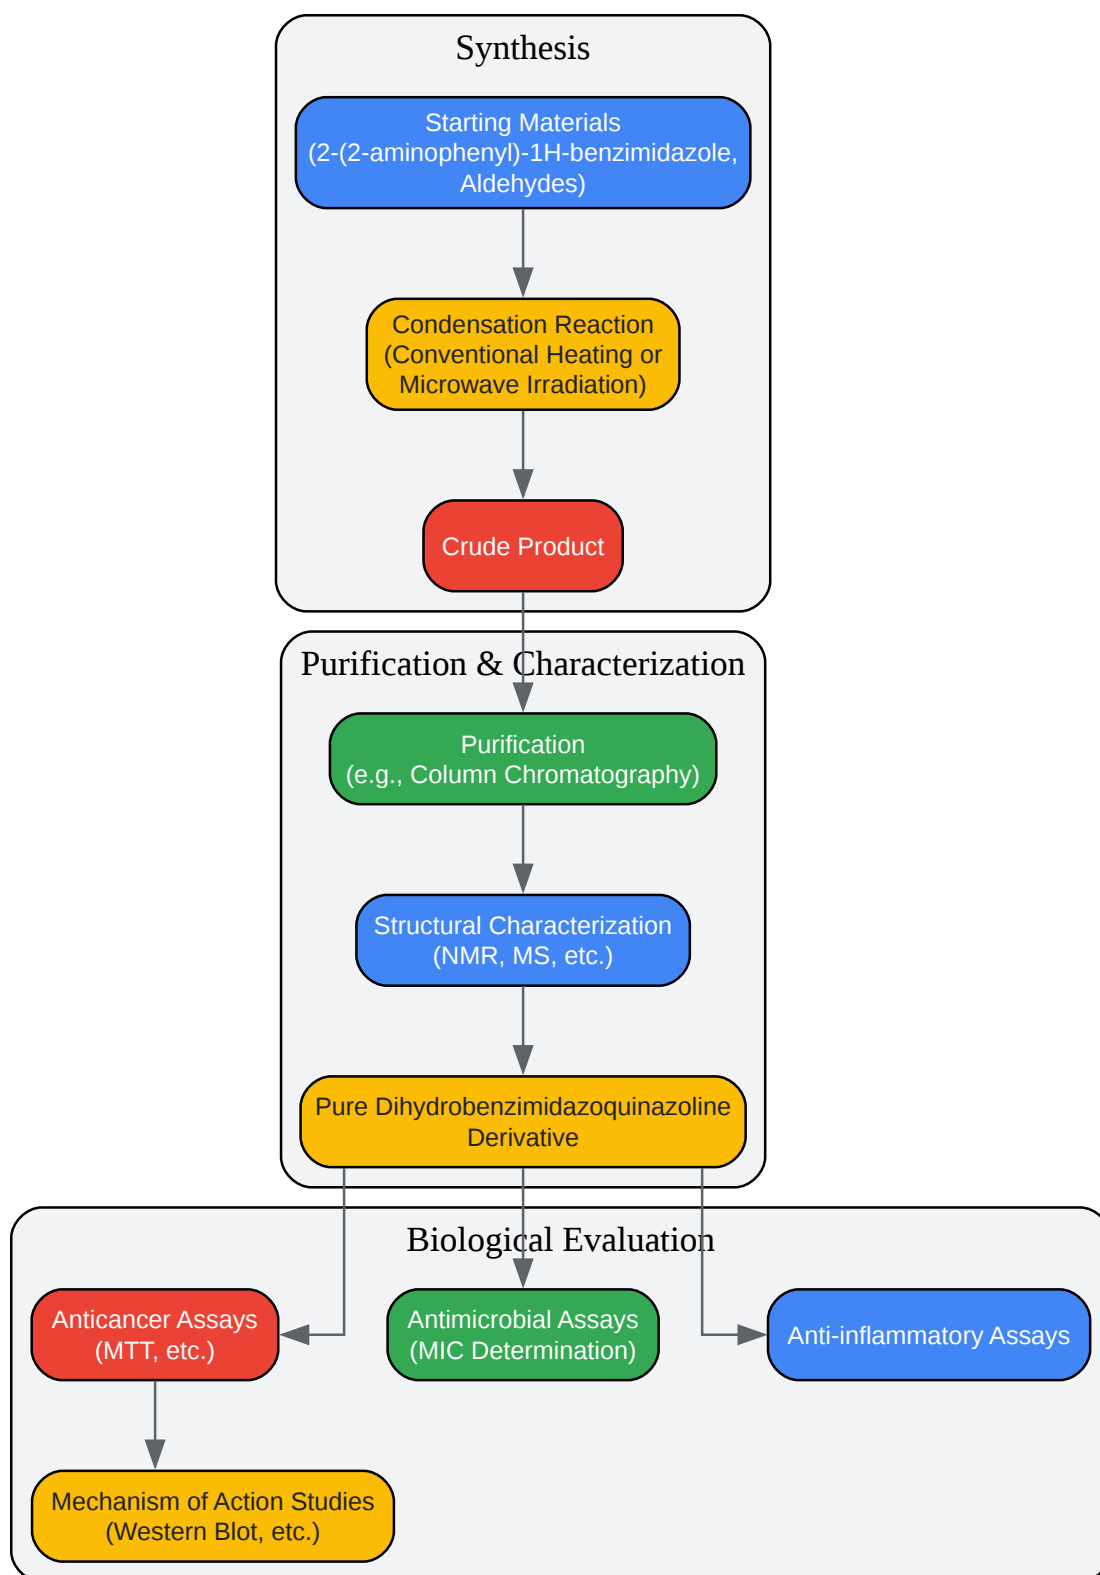 Synthesis
Starting Materials
(2-(2-aminophenyl)-1H-benzimidazole,
Aldehydes)
Condensation Reaction
(Conventional Heating or
Microwave Irradiation)
Crude Product
Purification & Characterization
Purification
(e.g., Column Chromatography)
Structural Characterization
(NMR, MS, etc.)
Pure Dihydrobenzimidazoquinazoline
Derivative
Biological Evaluation
Anticancer Assays
(MTT, etc.)
Antimicrobial Assays
(MIC Determination)
Anti-inflammatory Assays
Mechanism of Action Studies
(Western Blot, etc.)